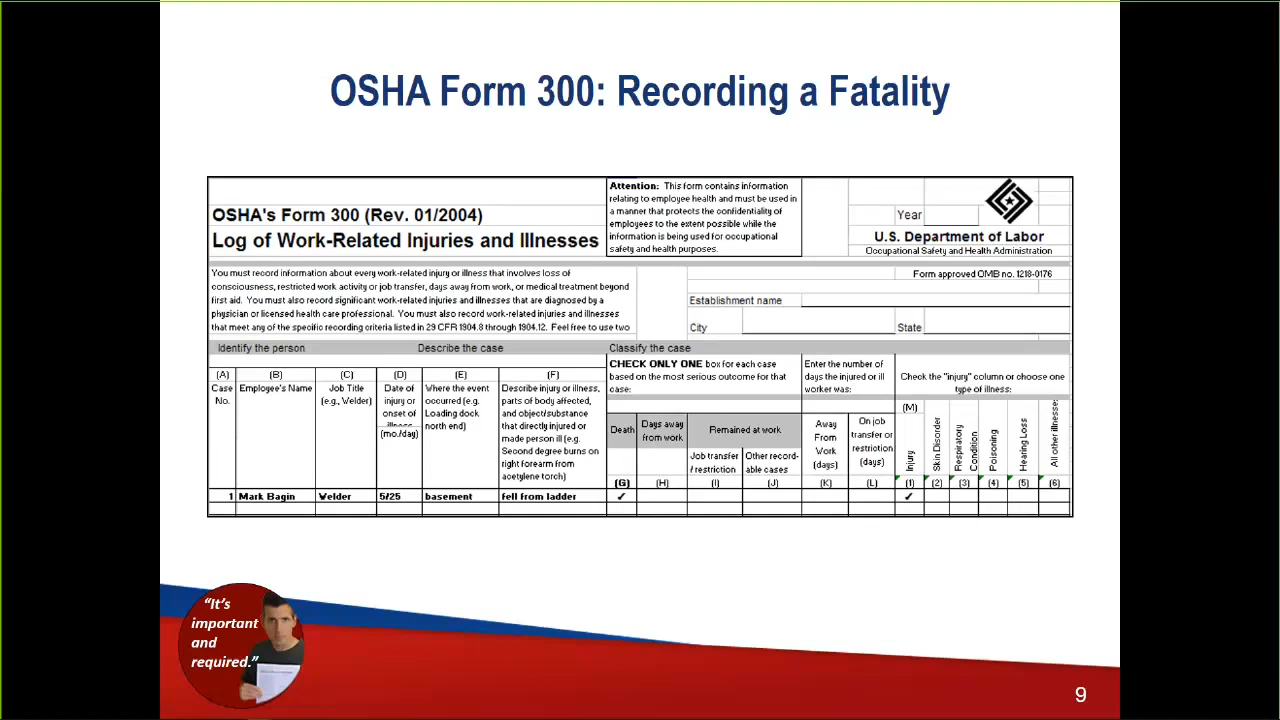 OSHA Form 300: Recording a Fatality
OSHA's Form 300 (Rev. 01/2004)
Log of Work-Related Injuries and Illnesses
Attention: This form contains information
relating to employee health and must be used in
a manner that protects the confidentiality of
employees to the extent possible while the
information is being used for occupational
safety and health purposes.
Year
U.S. Department of Labor
Occupational Safety and Health Administration
You must record information about every work-related injury or illness that involves loss of
consciousness, restricted work activity or job transfer, days away from work, or medical treatment beyond
first aid. You must also record significant work-related injuries and illnesses that are diagnosed by a
physician or licensed health care professional. You must also record work-related injuries and illnesses
that meet any of the specific recording criteria listed in 29 CFR 1904.8 through 1904.12. Feel free to use two
Form approved OMB no. 1218-0176
Establishment name
City
State
Identify the person
Describe the case
Classify the case
(A)
Case
No.
(B)
Employee's Name
(C)
Job Title
(e.g., Welder)
(D)
Date of
injury or
onset of
illness
(mo./day)
(E)
Where the event
occurred (e.g.
Loading dock
north end)
(F)
Describe injury or illness,
parts of body affected,
and object/substance
that directly injured or
made person ill (e.g.
Second degree burns on
right forearm from
acetylene torch)
CHECK ONLY ONE box for each case
based on the most serious outcome for that
case:
Death
Days away
from work
Remained at work
Job transfer
/ restriction
Other record-
able cases
(G)
(H)
(I)
(J)
Enter the number of
days the injured or ill
worker was:
Away
From
Work
(days)
On job
transfer or
restriction
(days)
(K)
(L)
Check the "injury" column or choose one
type of illness:
(M)
Injury
Skin Disorder
Respiratory
Condition
Poisoning
Hearing Loss
All other illnesses
(1)
(2)
(3)
(4)
(5)
(6)
1 Mark Bagin Welder 5/25 basement fell from ladder ✓ ✓
“It’s
important
and
required.”
9